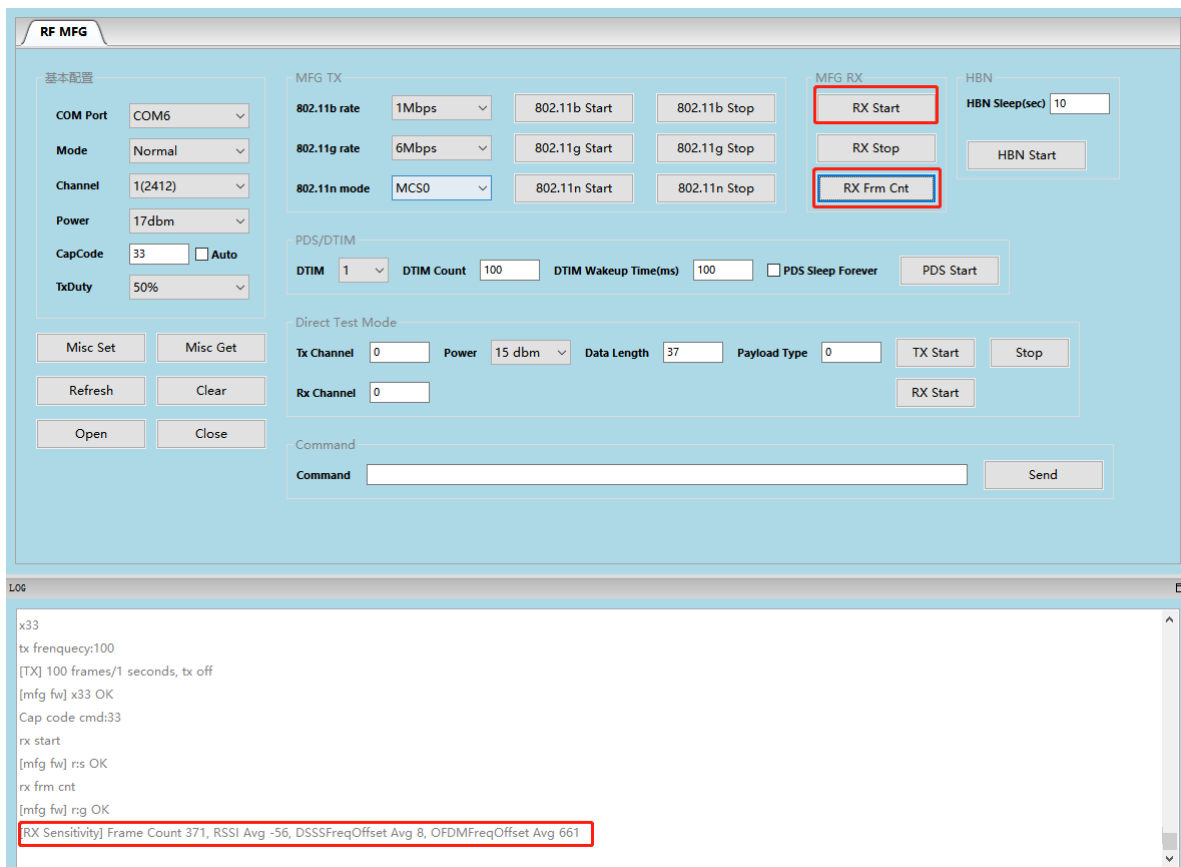 RF MFG
基本配置
COM Port COM6
Mode Normal
Channel 1(2412)
Power 17dbm
CapCode 33 Auto
TxDuty 50%
Misc Set Misc Get
Refresh Clear
Open Close
MFG TX
802.11b rate 1Mbps 802.11b Start 802.11b Stop
802.11g rate 6Mbps 802.11g Start 802.11g Stop
802.11n mode MCS0 802.11n Start 802.11n Stop
MFG RX
RX Start
RX Stop
RX Frm Cnt
HBN
HBN Sleep(sec) 10
HBN Start
PDS/DTIM
DTIM 1 DTIM Count 100 DTIM Wakeup Time(ms) 100 PDS Sleep Forever PDS Start
Direct Test Mode
Tx Channel 0 Power 15 dbm Data Length 37 Payload Type 0 TX Start Stop
Rx Channel 0 RX Start
Command
Command Send
LOG
x33
tx frenquecy:100
[TX] 100 frames/1 seconds, tx off
[mfg fw] x33 OK
Cap code cmd:33
rx start
[mfg fw] r:s OK
rx frm cnt
[mfg fw] r:g OK
[RX Sensitivity] Frame Count 371, RSSI Avg -56, DSSSFreqOffset Avg 8, OFDMFreqOffset Avg 661